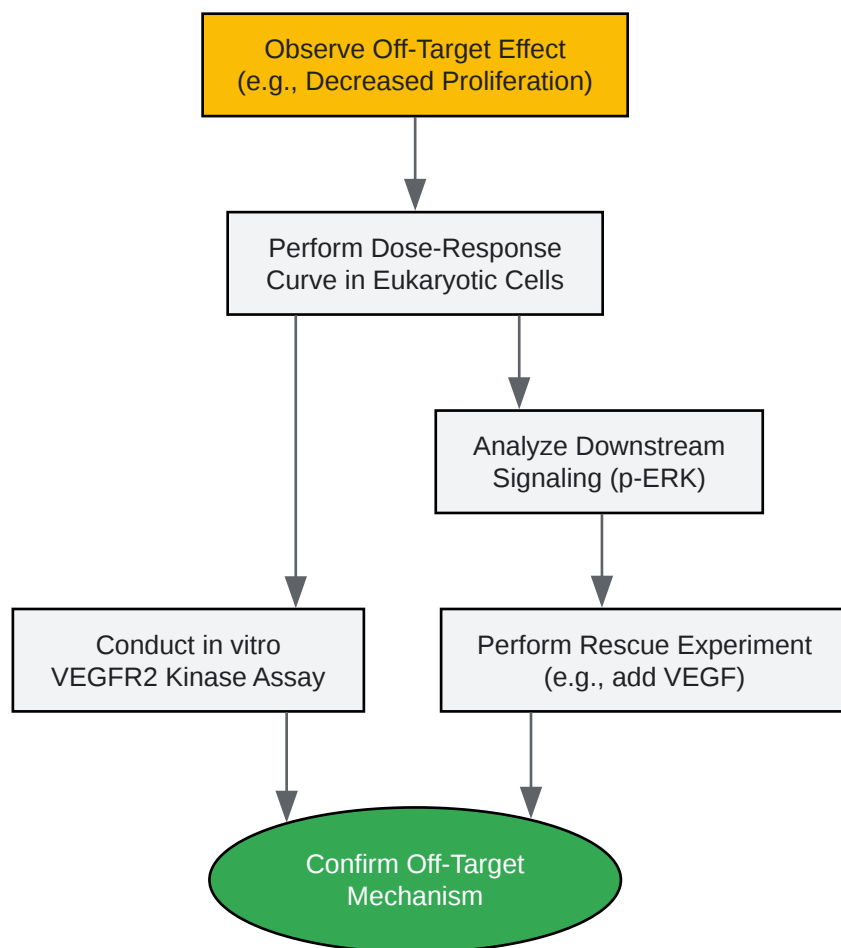 Observe Off-Target Effect
(e.g., Decreased Proliferation)
Perform Dose-Response
Curve in Eukaryotic Cells
Analyze Downstream
Signaling (p-ERK)
Conduct in vitro
VEGFR2 Kinase Assay
Perform Rescue Experiment
(e.g., add VEGF)
Confirm Off-Target
Mechanism